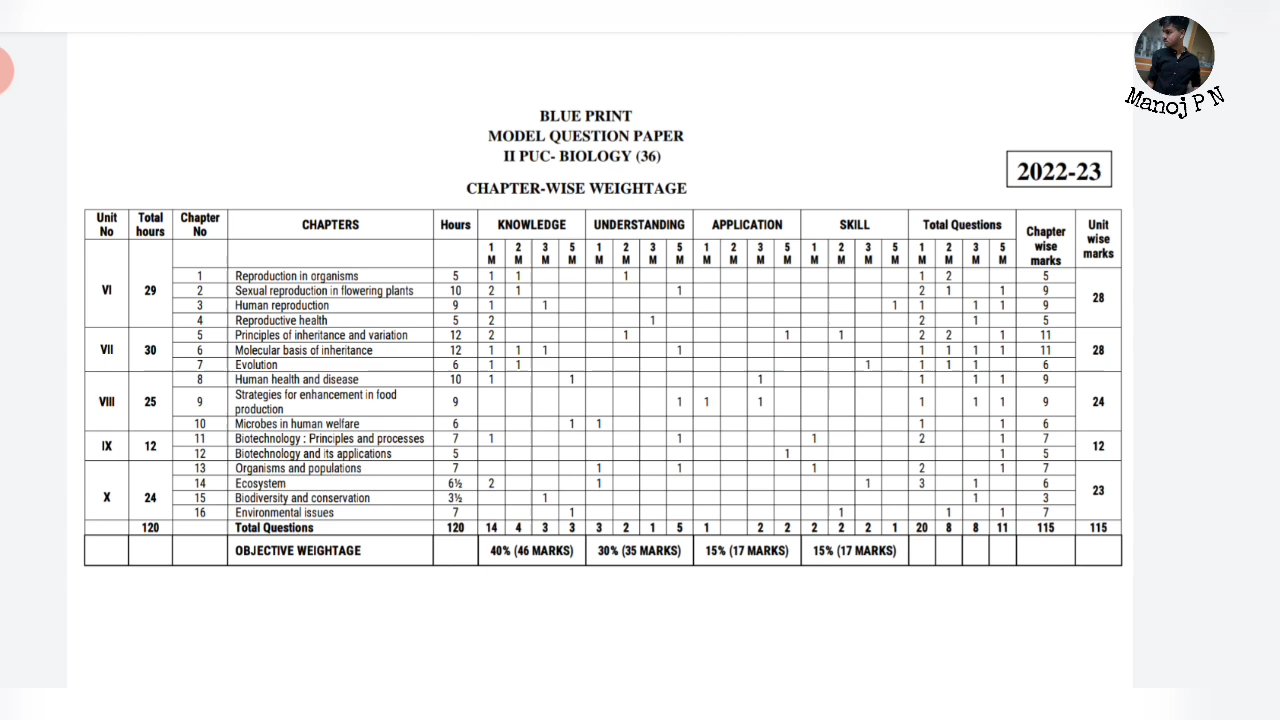 Manoj P N
BLUE PRINT
MODEL QUESTION PAPER
II PUC- BIOLOGY (36)
2022-23
CHAPTER-WISE WEIGHTAGE
Unit No Total hours Chapter No CHAPTERS Hours KNOWLEDGE UNDERSTANDING APPLICATION SKILL Total Questions Chapter wise marks Unit wise marks
1 M 2 M 3 M 5 M 1 M 2 M 3 M 5 M 1 M 2 M 3 M 5 M 1 M 2 M 3 M 5 M 1 M 2 M 3 M 5 M
VI 29 1 Reproduction in organisms 5 1 1 1 1 2 5 28
2 Sexual reproduction in flowering plants 10 2 1 1 2 1 1 9
3 Human reproduction 9 1 1 1 1 1 1 9
4 Reproductive health 5 2 1 2 1 5
VII 30 5 Principles of inheritance and variation 12 2 1 1 1 2 2 1 11 28
6 Molecular basis of inheritance 12 1 1 1 1 1 1 1 1 11
7 Evolution 6 1 1 1 1 1 1 6
VIII 25 8 Human health and disease 10 1 1 1 1 1 1 9 24
9 Strategies for enhancement in food production 9 1 1 1 1 1 1 9
10 Microbes in human welfare 6 1 1 1 1 6
IX 12 11 Biotechnology : Principles and processes 7 1 1 1 2 1 7 12
12 Biotechnology and its applications 5 1 1 5
X 24 13 Organisms and populations 7 1 1 1 2 1 7 23
14 Ecosystem 6½ 2 1 1 3 1 6
15 Biodiversity and conservation 3½ 1 1 3
16 Environmental issues 7 1 1 1 1 7
120 Total Questions 120 14 4 3 3 3 2 1 5 1 2 2 2 2 2 1 20 8 8 11 115 115
OBJECTIVE WEIGHTAGE 40% (46 MARKS) 30% (35 MARKS) 15% (17 MARKS) 15% (17 MARKS)